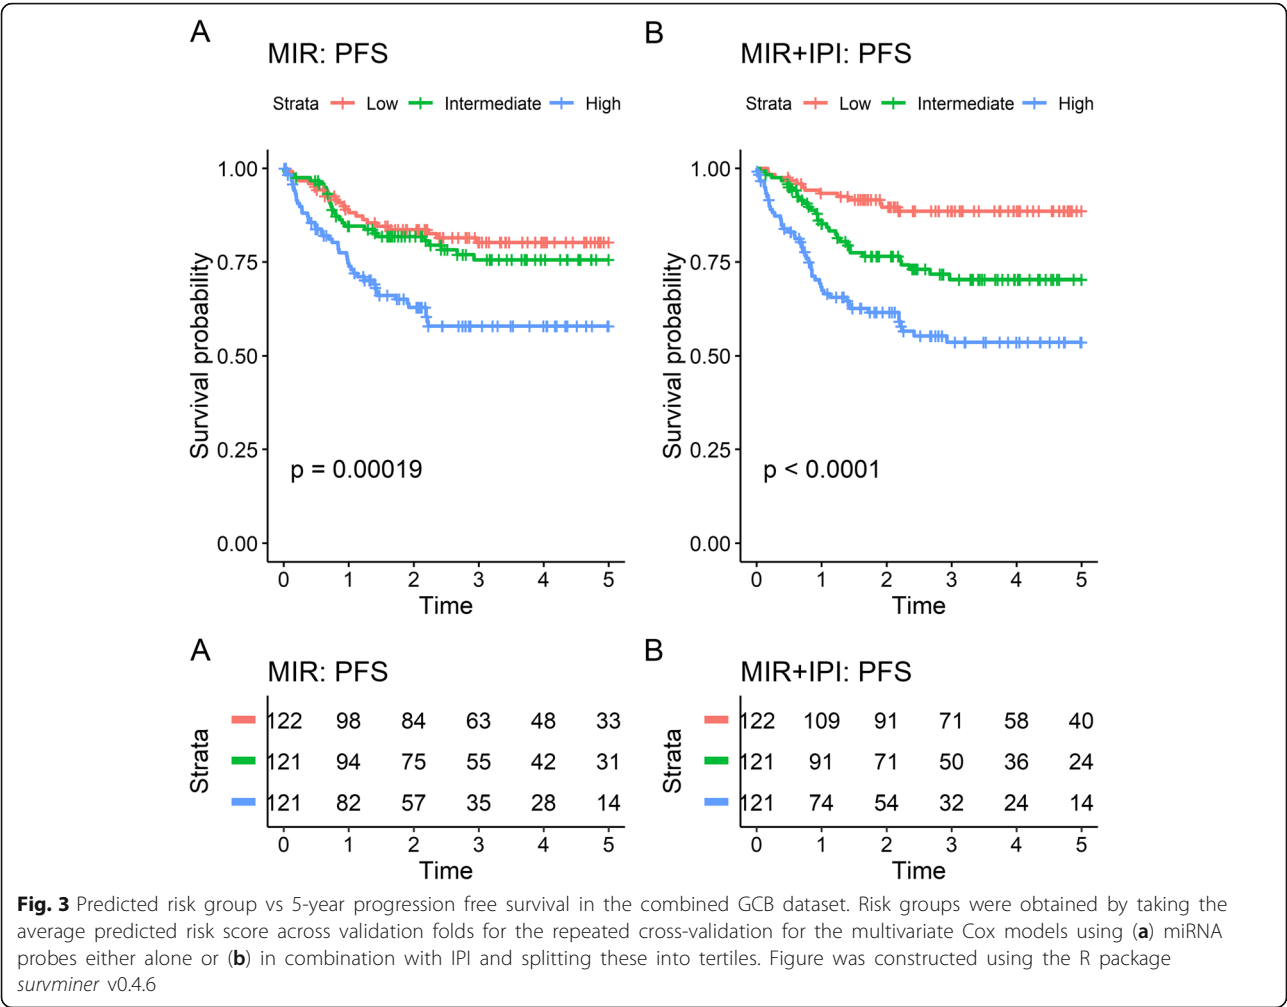 A
MIR: PFS
Strata Low Intermediate High
1.00
0.75
0.50
0.25
0.00
Survival probability
p = 0.00019
0 1 2 3 4 5
Time
B
MIR+IPI: PFS
Strata Low Intermediate High
1.00
0.75
0.50
0.25
0.00
Survival probability
p < 0.0001
0 1 2 3 4 5
Time
A
MIR: PFS
Strata
122 98 84 63 48 33
121 94 75 55 42 31
121 82 57 35 28 14
0 1 2 3 4 5
Time
B
MIR+IPI: PFS
Strata
122 109 91 71 58 40
121 91 71 50 36 24
121 74 54 32 24 14
0 1 2 3 4 5
Time
Fig. 3 Predicted risk group vs 5-year progression free survival in the combined GCB dataset. Risk groups were obtained by taking the
average predicted risk score across validation folds for the repeated cross-validation for the multivariate Cox models using (a) miRNA
probes either alone or (b) in combination with IPI and splitting these into tertiles. Figure was constructed using the R package
survminer v0.4.6